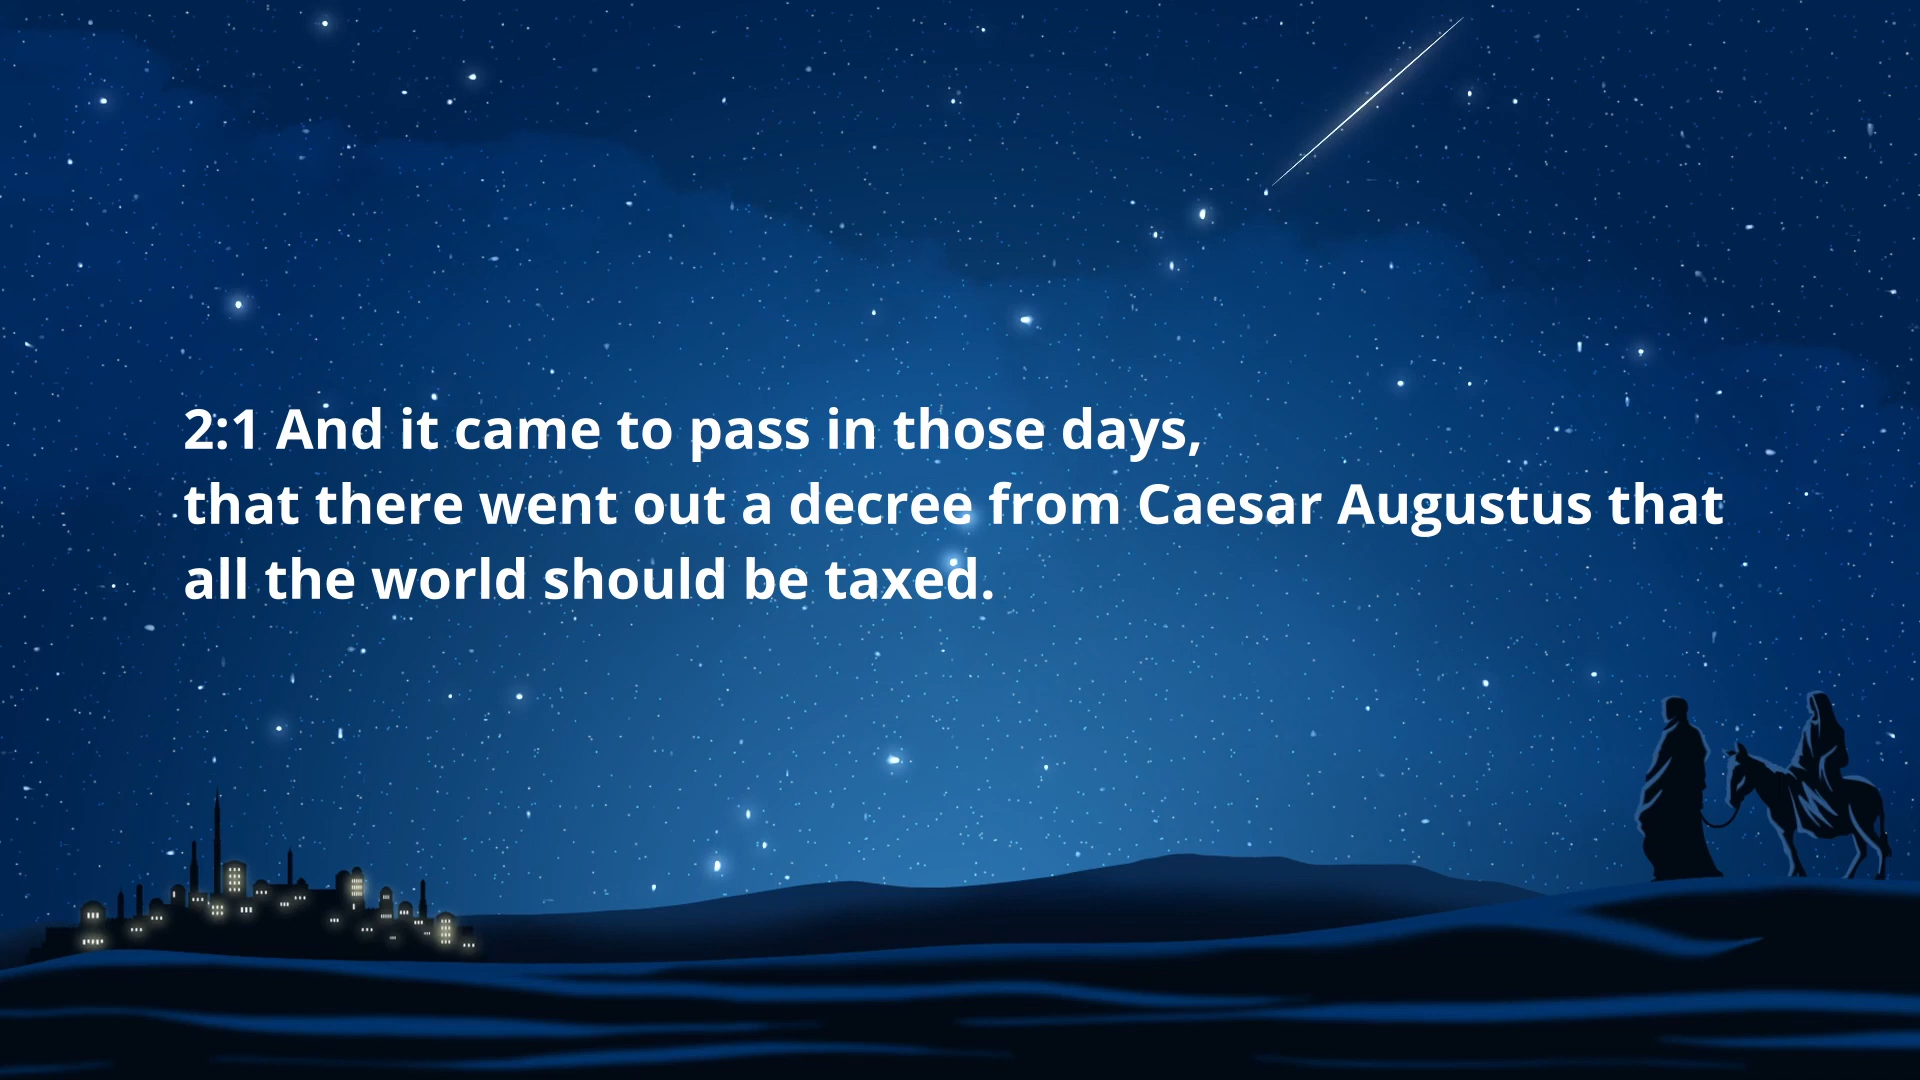 2:1 And it came to pass in those days,
that there went out a decree from Caesar Augustus that
all the world should be taxed.